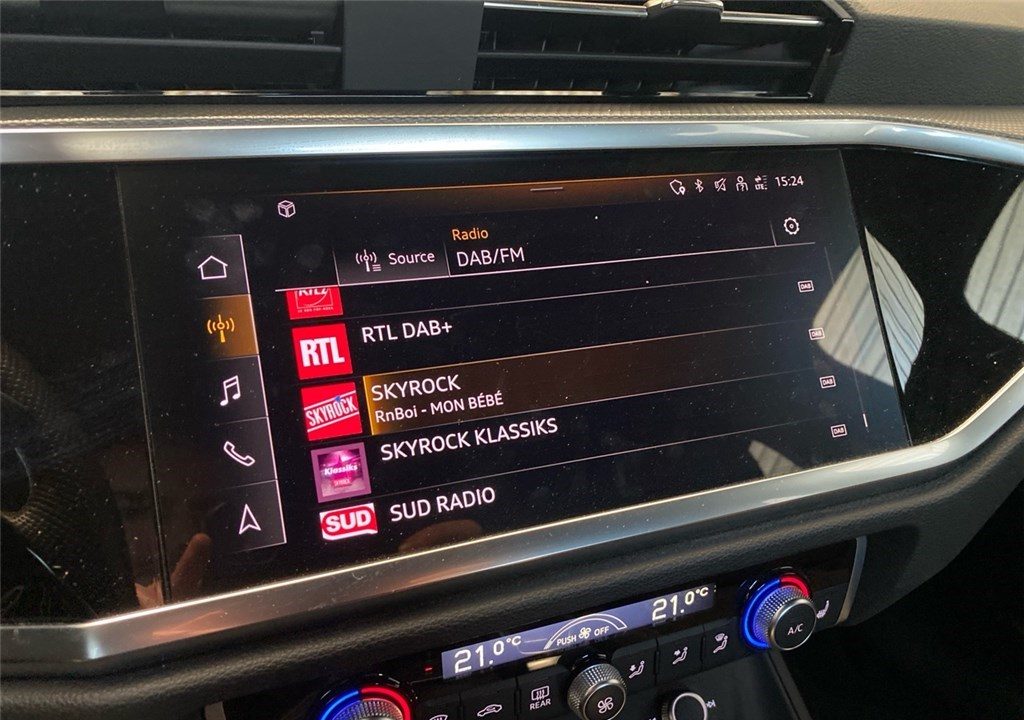 15:24
Radio
Source
DAB/FM
DAB
RTL
RTL DAB+
DAB
SKYROCK
SKYROCK
RnBoi - MON BÉBÉ
DAB
Klassiks
SKYROCK KLASSIKS
DAB
SUD
SUD RADIO
21.0°C
PUSH OFF
21.0°C
A/C
REAR